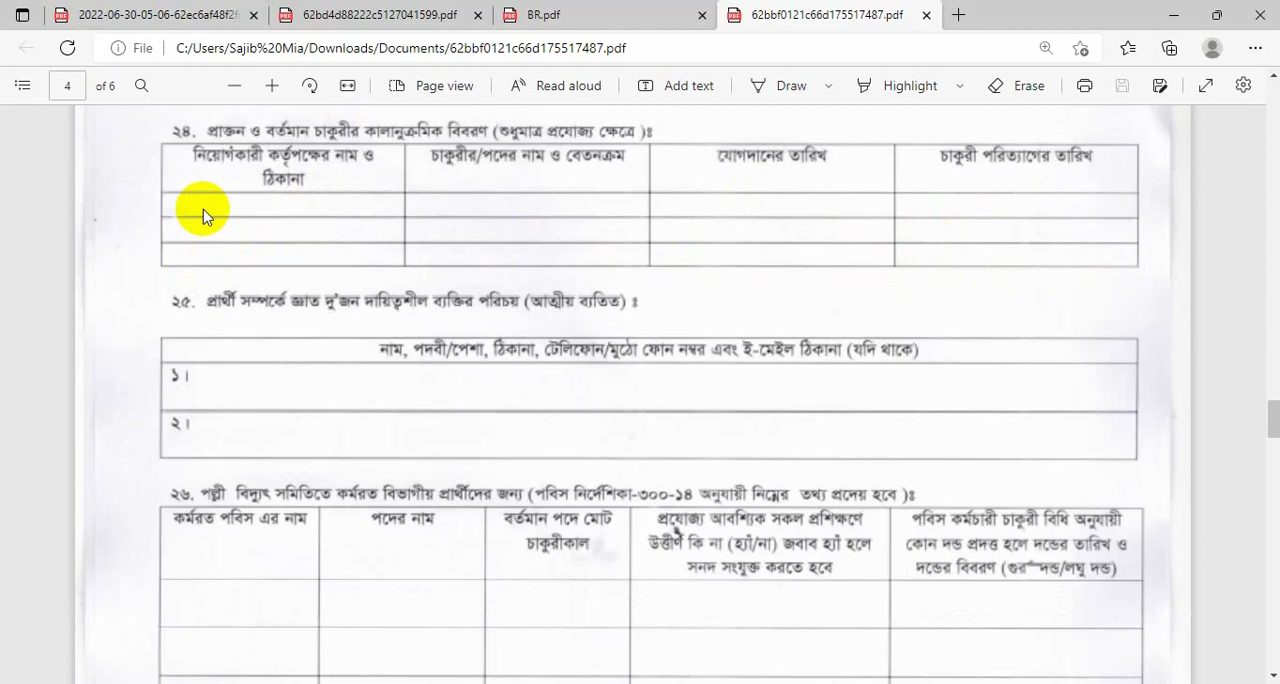 2022-06-30-05-06-62ec6af48f2f
62bd4d88222c5127041599.pdf
BR.pdf
62bbf0121c66d175517487.pdf
File
C:/Users/Sajib%20Mia/Downloads/Documents/62bbf0121c66d175517487.pdf
4
of 6
Page view
Read aloud
Add text
Draw
Highlight
Erase
২৪. প্রাক্তন ও বর্তমান চাকুরীর কালানুক্রমিক বিবরণ (শুধুমাত্র প্রযোজ্য ক্ষেত্রে )ঃ
নিয়োগকারী কর্তৃপক্ষের নাম ও
ঠিকানা
চাকুরীর/পদের নাম ও বেতনক্রম
যোগদানের তারিখ
চাকুরী পরিত্যাগের তারিখ
২৫. প্রার্থী সম্পর্কে জ্ঞাত দু'জন দায়িত্বশীল ব্যক্তির পরিচয় (আত্মীয় ব্যতিত) ঃ
নাম, পদবী/পেশা, ঠিকানা, টেলিফোন/মুঠো ফোন নম্বর এবং ই-মেইল ঠিকানা (যদি থাকে)
১।
২।
২৬. পল্লী বিদ্যুৎ সমিতিতে কর্মরত বিভাগীয় প্রার্থীদের জন্য (পবিস নির্দেশিকা-৩০০-১৪ অনুযায়ী নিম্নের তথ্য প্রদেয় হবে )ঃ
কর্মরত পবিস এর নাম
পদের নাম
বর্তমান পদে মোট
চাকুরীকাল
প্রযোজ্য আবশ্যিক সকল প্রশিক্ষণে
উত্তীর্ণ কি না (হ্যাঁ/না) জবাব হ্যাঁ হলে
সনদ সংযুক্ত করতে হবে
পবিস কর্মচারী চাকুরী বিধি অনুযায়ী
কোন দন্ড প্রদত্ত হলে দন্ডের তারিখ ও
দন্ডের বিবরণ (গুর দন্ড/লঘু দন্ড)